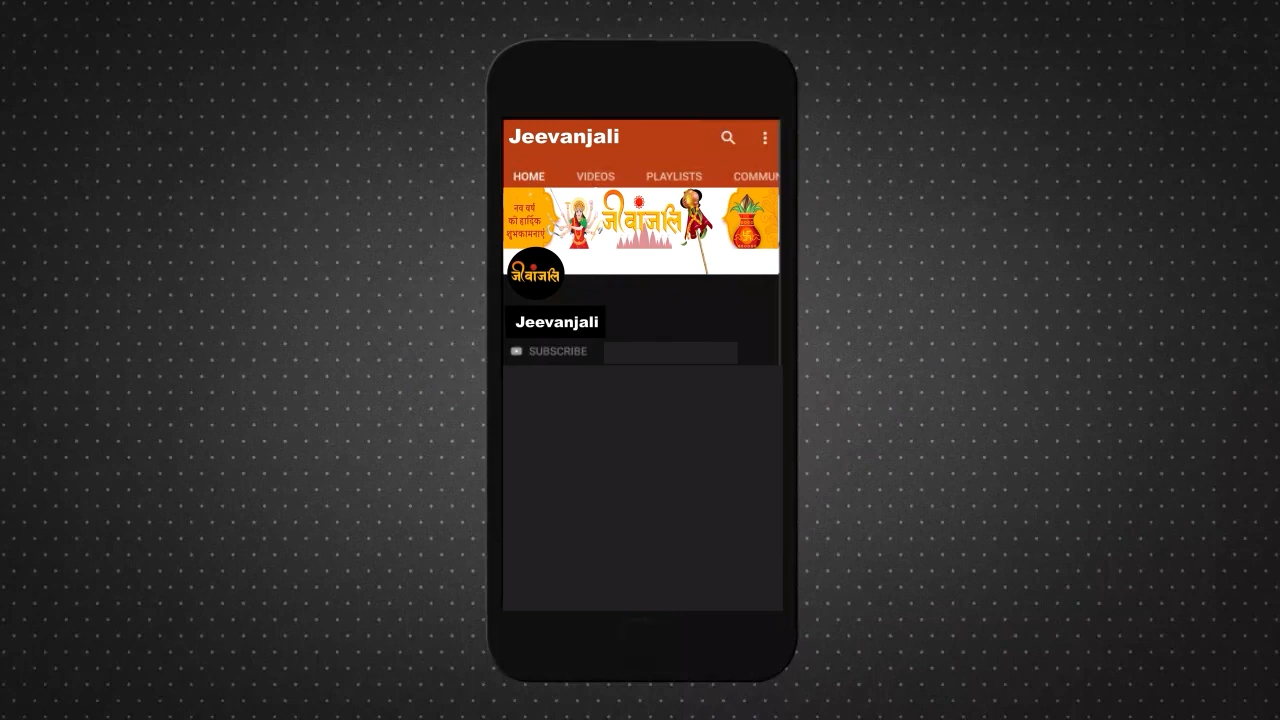 Jeevanjali
HOME VIDEOS PLAYLISTS COMMUN
नव वर्ष
की हार्दिक
शुभकामनाएं
जीवांजलि
जीवांजलि
Jeevanjali
SUBSCRIBE